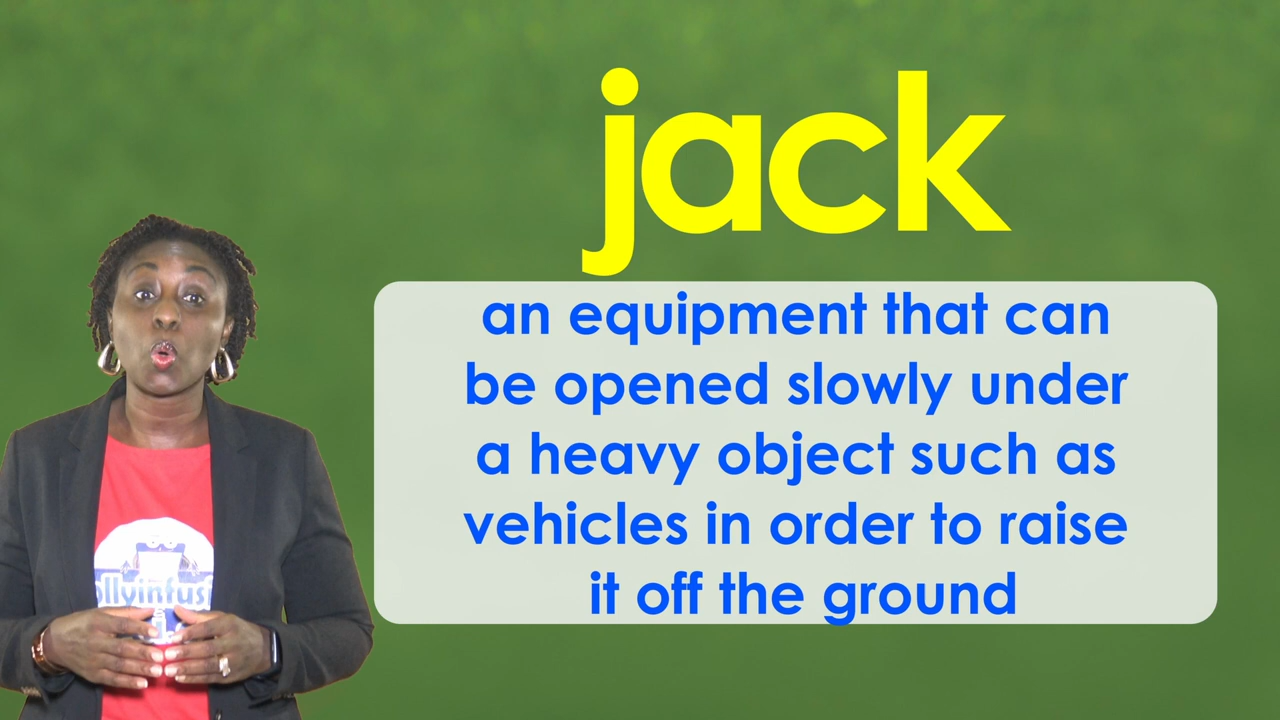 jack
an equipment that can
be opened slowly under
a heavy object such as
vehicles in order to raise
it off the ground